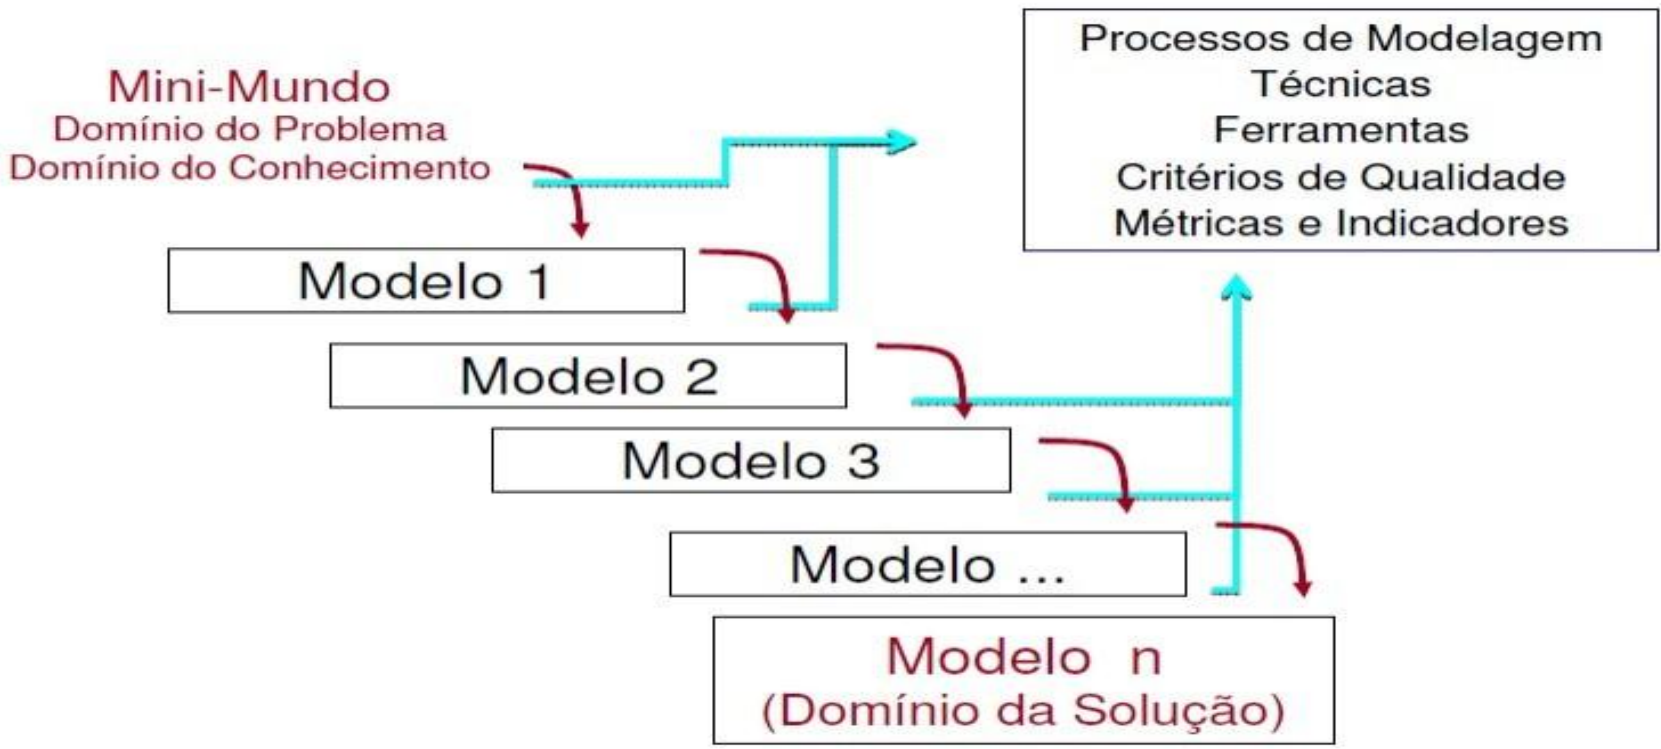 Mini-Mundo
Domínio do Problema
Domínio do Conhecimento
Processos de Modelagem
Técnicas
Ferramentas
Critérios de Qualidade
Métricas e Indicadores
Modelo 1
Modelo 2
Modelo 3
Modelo ...
Modelo n
(Domínio da Solução)